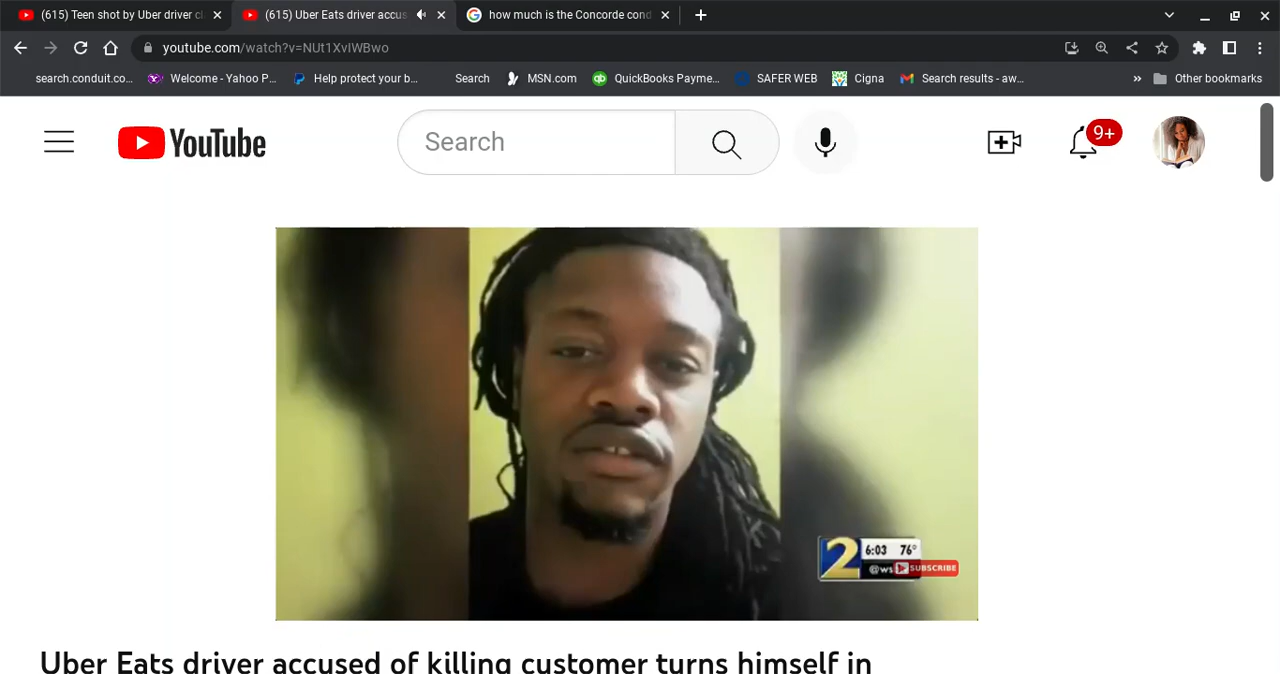 (615) Teen shot by Uber driver cl
(615) Uber Eats driver accus
how much is the Concorde cond
youtube.com/watch?v=NUt1XvIWBwo
search.conduit.co...
Welcome - Yahoo P...
Help protect your b...
Search
MSN.com
QuickBooks Payme...
SAFER WEB
Cigna
Search results - aw...
»
Other bookmarks
YouTube
Search
9+
2
6:03 76°
@ws
SUBSCRIBE
Uber Eats driver accused of killing customer turns himself in